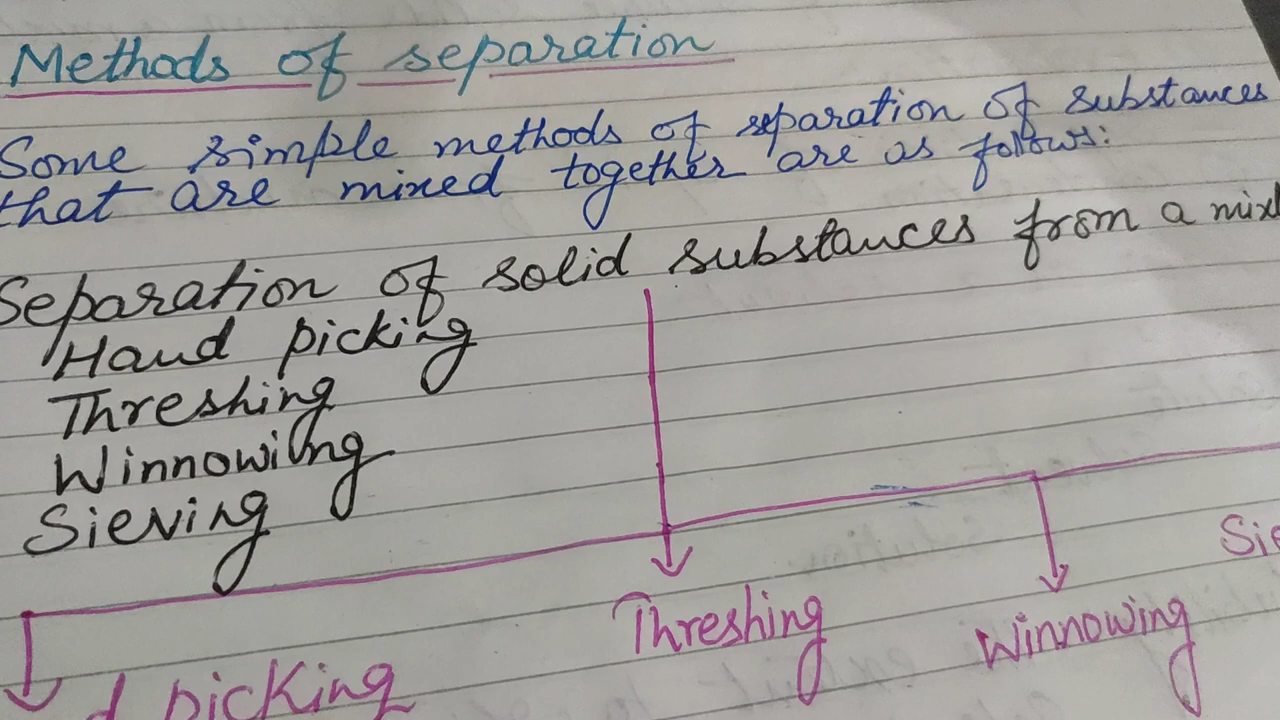 Methods of separation
Some simple methods of separation of substances
that are mixed together are as follows:
Separation of solid substances from a
Hand picking
Threshing
Winnowing
Sieving
Threshing
Winnowing
picking